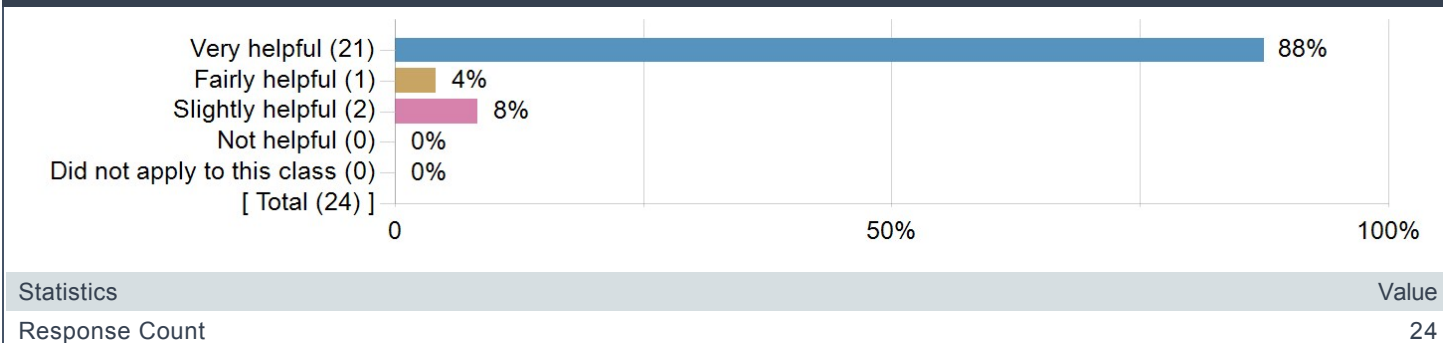 Very helpful (21) 88%
Fairly helpful (1) 4%
Slightly helpful (2) 8%
Not helpful (0) 0%
Did not apply to this class (0) 0%
[ Total (24) ]
0 50% 100%
Statistics Value
Response Count 24